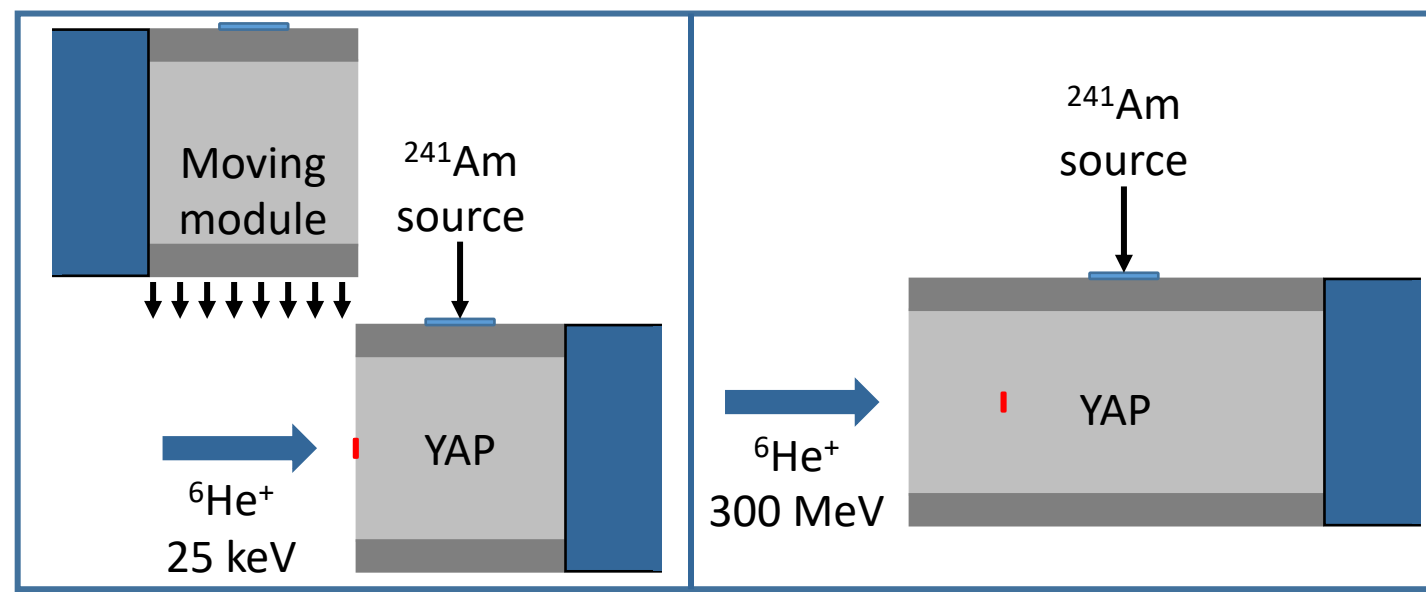 Moving
module
²⁴¹Am
source
YAP
⁶He⁺
25 keV
²⁴¹Am
source
YAP
⁶He⁺
300 MeV